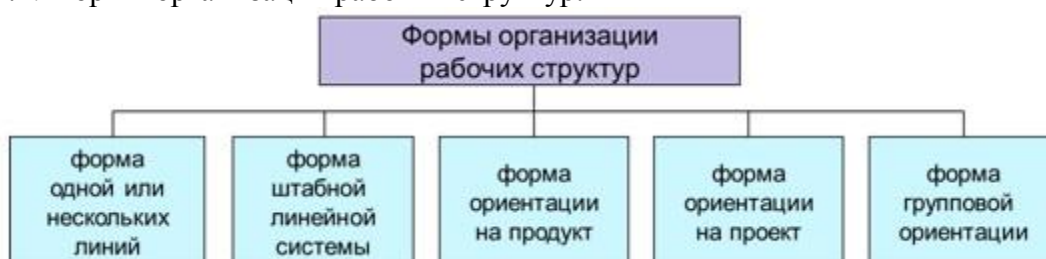 Формы организации
рабочих структур
форма
одной или
нескольких
линий
форма
штабной
линейной
системы
форма
ориентации
на продукт
форма
ориентации
на проект
форма
групповой
ориентации